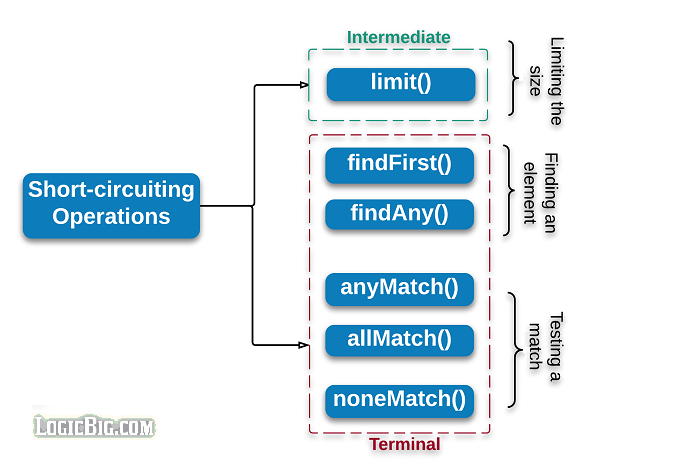 Intermediate
limit()
Limiting the
size
Short-circuiting
Operations
findFirst()
findAny()
Finding an
element
anyMatch()
allMatch()
noneMatch()
Testing a
match
Terminal
LogicBig.com